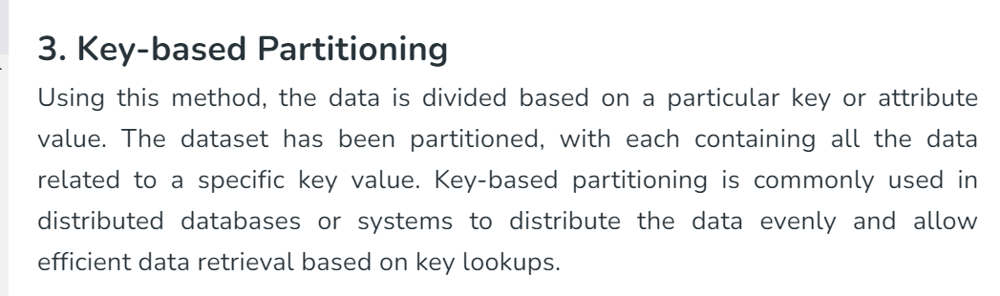 3. Key-based Partitioning
Using this method, the data is divided based on a particular key or attribute
value. The dataset has been partitioned, with each containing all the data
related to a specific key value. Key-based partitioning is commonly used in
distributed databases or systems to distribute the data evenly and allow
efficient data retrieval based on key lookups.